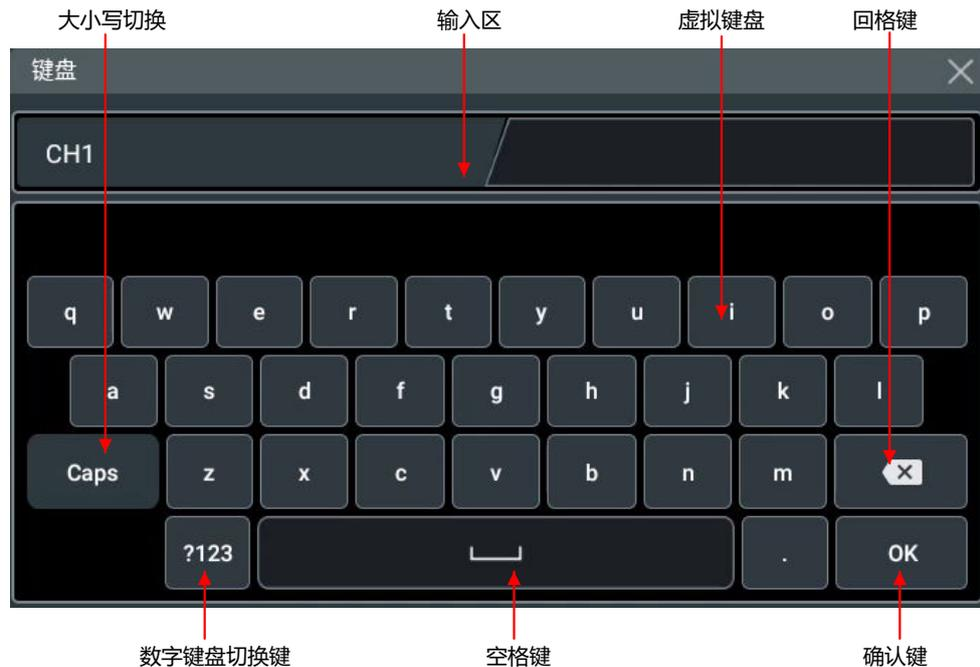 大小写切换 输入区 虚拟键盘 回格键
键盘
CH1
q w e r t y u i o p
a s d f g h j k l
Caps z x c v b n m
?123 . OK
数字键盘切换键 空格键 确认键